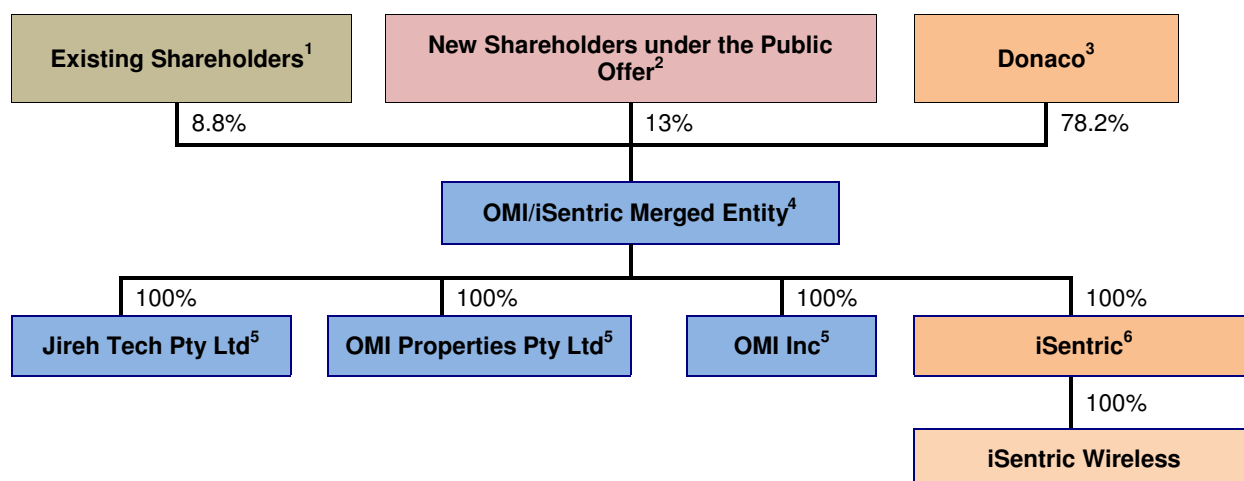 Existing Shareholders1
New Shareholders under the Public
Offer2
Donaco3
8.8%
13%
78.2%
OMI/iSentric Merged Entity4
100%
100%
100%
100%
Jireh Tech Pty Ltd5
OMI Properties Pty Ltd5
OMI Inc5
iSentric6
100%
iSentric Wireless